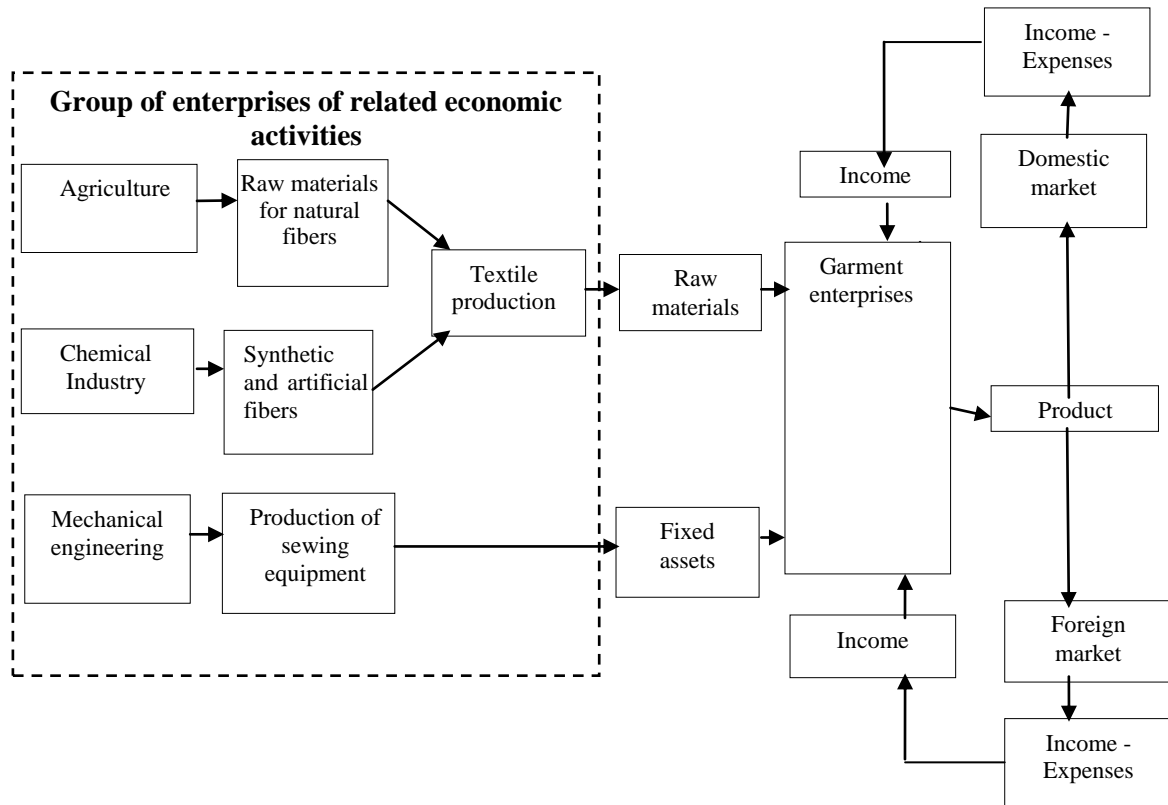 Income -
Expenses
Group of enterprises of related economic
activities
Domestic
market
Income
Agriculture
Raw materials
for natural
fibers
Textile
production
Raw
materials
Garment
enterprises
Chemical
Industry
Synthetic
and artificial
fibers
Product
Mechanical
engineering
Production of
sewing
equipment
Fixed
assets
Income
Foreign
market
Income -
Expenses